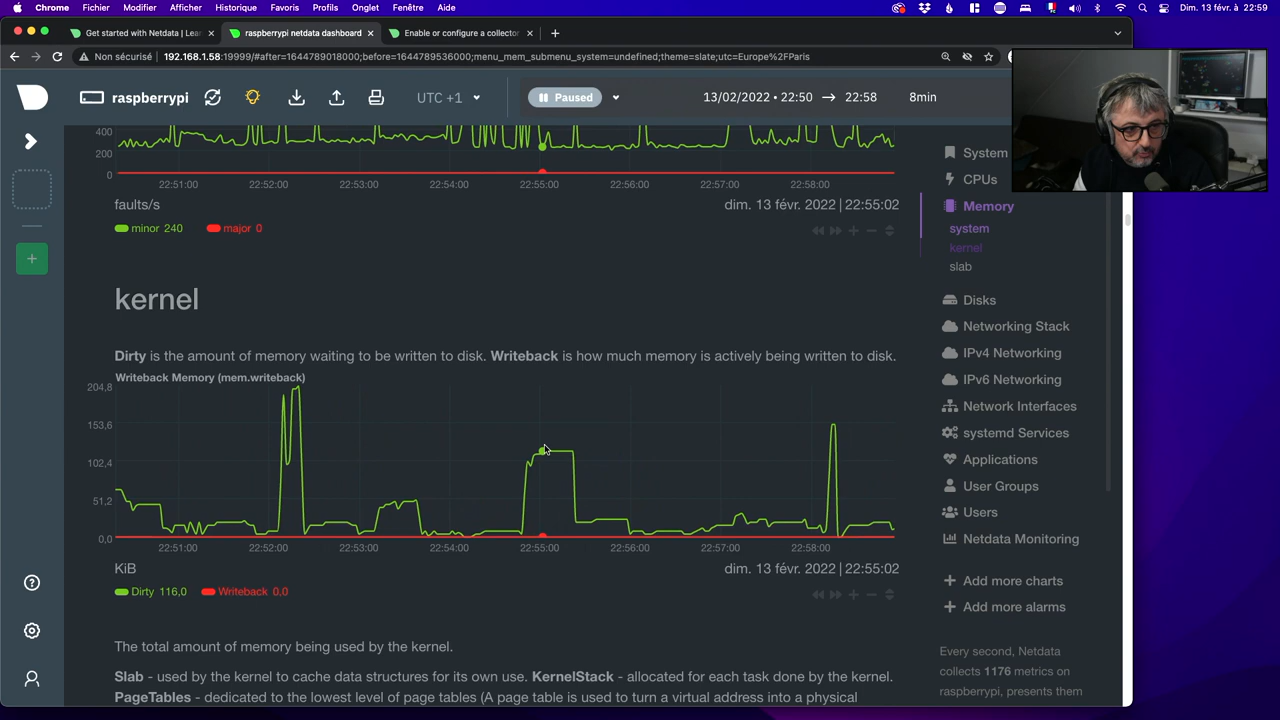 Chrome Fichier Modifier Afficher Historique Favoris Profils Onglet Fenêtre Aide
Dim. 13 fév. à 22:59
Get started with Netdata | Lear
raspberrypi netdata dashboard
Enable or configure a collector
Non sécurisé 192.168.1.58:19999/#after=1644789018000;before=1644789536000;menu_mem_submenu_system=undefined;theme=slate;utc=Europe%2FParis
raspberrypi
UTC +1
Paused
13/02/2022 • 22:50 → 22:58 8min
400
200
0
22:51:00 22:52:00 22:53:00 22:54:00 22:55:00 22:56:00 22:57:00 22:58:00
faults/s
dim. 13 févr. 2022 | 22:55:02
minor 240 major 0
kernel
Dirty is the amount of memory waiting to be written to disk. Writeback is how much memory is actively being written to disk.
Writeback Memory (mem.writeback)
204,8
153,6
102,4
51,2
0,0
22:51:00 22:52:00 22:53:00 22:54:00 22:55:00 22:56:00 22:57:00 22:58:00
KiB
dim. 13 févr. 2022 | 22:55:02
Dirty 116,0 Writeback 0,0
The total amount of memory being used by the kernel.
Slab - used by the kernel to cache data structures for its own use. KernelStack - allocated for each task done by the kernel.
PageTables - dedicated to the lowest level of page tables (A page table is used to turn a virtual address into a physical
System
CPUs
Memory
system
kernel
slab
Disks
Networking Stack
IPv4 Networking
IPv6 Networking
Network Interfaces
systemd Services
Applications
User Groups
Users
Netdata Monitoring
Add more charts
Add more alarms
Every second, Netdata
collects 1176 metrics on
raspberrypi, presents them